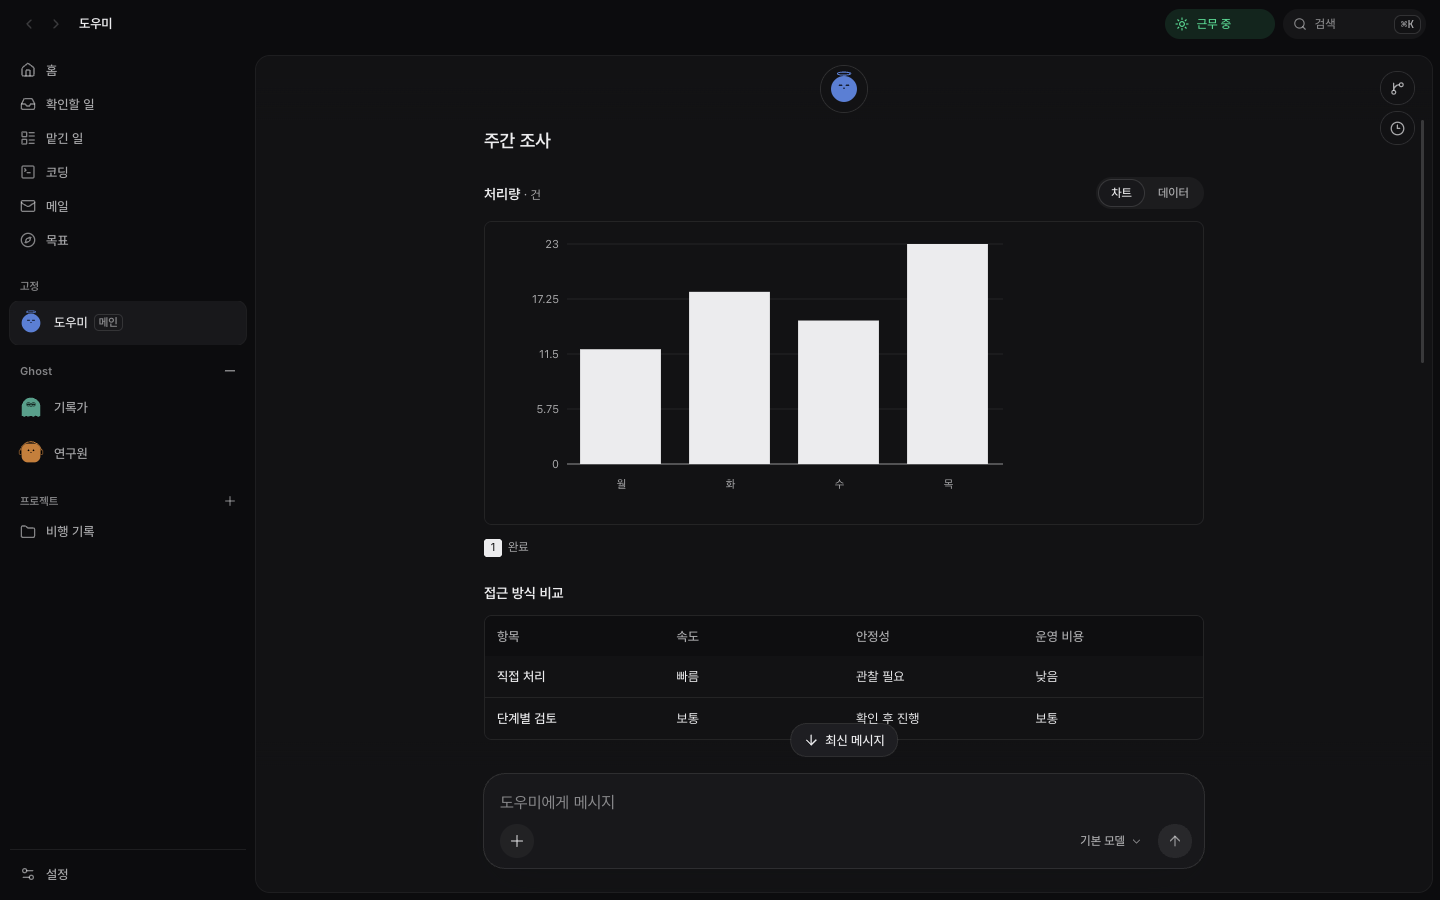 도우미
근무 중
검색
⌘K
홈
확인할 일
맡긴 일
코딩
메일
목표
고정
도우미 메인
Ghost
기록가
연구원
프로젝트
비행 기록
설정
주간 조사
처리량 · 건
차트 데이터
23
17.25
11.5
5.75
0
월 화 수 목
1 완료
접근 방식 비교
항목 속도 안정성 운영 비용
직접 처리 빠름 관찰 필요 낮음
단계별 검토 보통 확인 후 진행 보통
최신 메시지
도우미에게 메시지
기본 모델